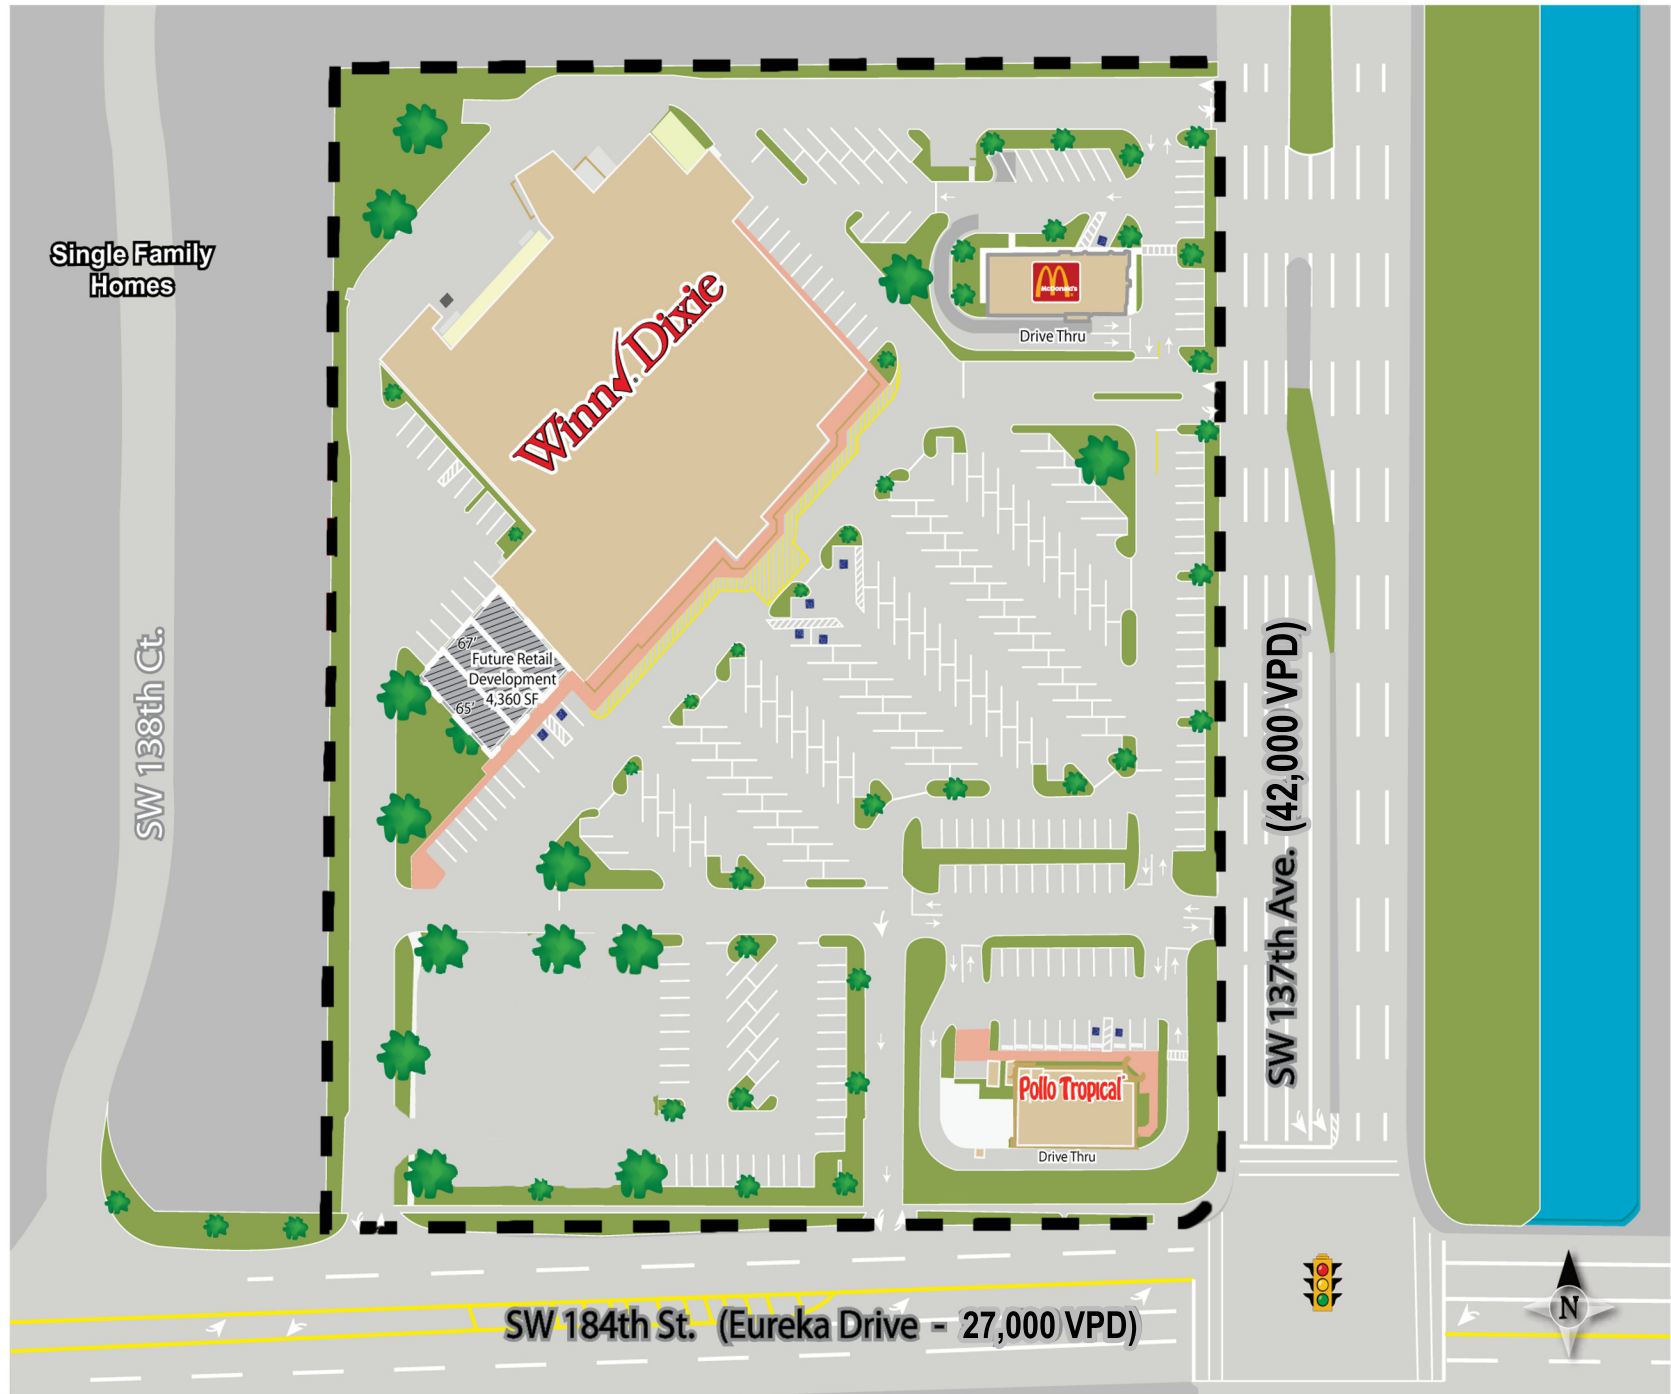 Single Family
Homes
Winn Dixie
McDonald's
Drive Thru
67'
Future Retail
Development
65'
4,360 SF
SW 138th Ct.
SW 137th Ave. (42,000 VPD)
Pollo Tropical
Drive Thru
SW 184th St. (Eureka Drive - 27,000 VPD)
N